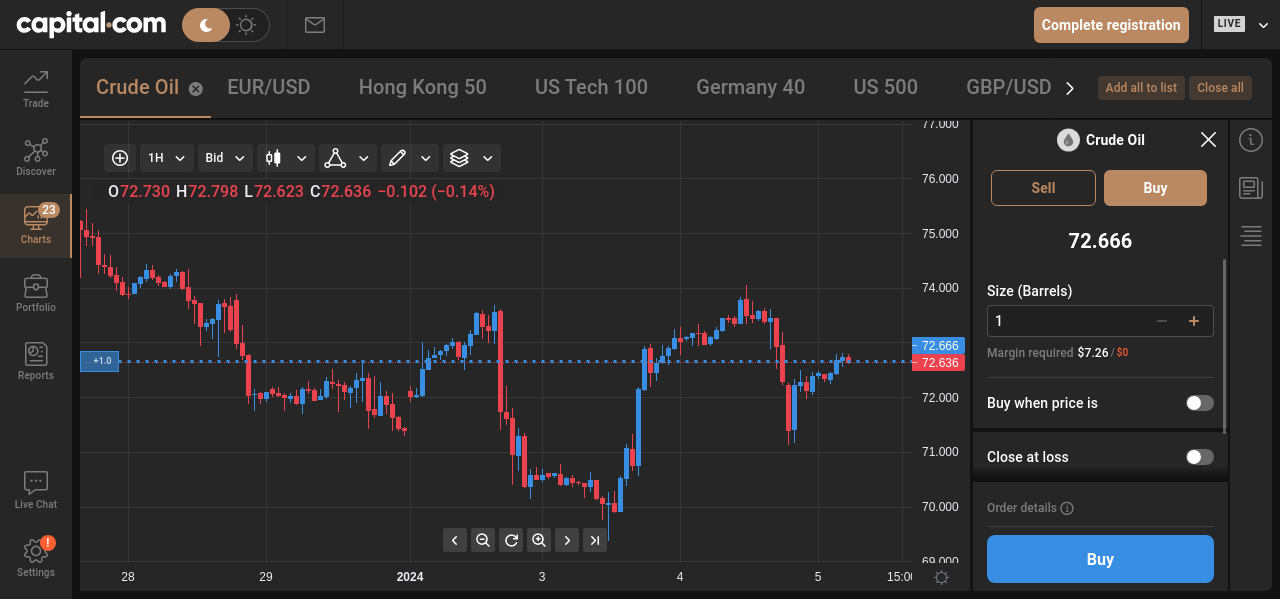 capital.com
Complete registration
LIVE
Trade
Discover
23
Charts
Portfolio
Reports
Live Chat
!
Settings
Crude Oil
EUR/USD
Hong Kong 50
US Tech 100
Germany 40
US 500
GBP/USD
Add all to list
Close all
1H
Bid
O72.730 H72.798 L72.623 C72.636 −0.102 (−0.14%)
+1.0
77.000
76.000
75.000
74.000
72.666
72.636
72.000
71.000
70.000
69.000
28
29
2024
3
4
5
15:00
Crude Oil
Sell
Buy
72.666
Size (Barrels)
1
Margin required $7.26 / $0
Buy when price is
Close at loss
Order details
Buy